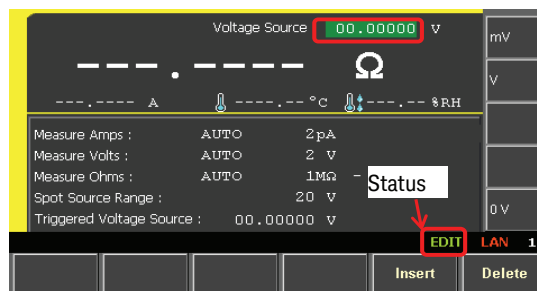 Voltage Source 00.00000 V
mV
---.---- Ω
V
---.---- A ----.-- °C ---.-- %RH
Measure Amps : AUTO 2pA
Measure Volts : AUTO 2 V
Measure Ohms : AUTO 1MΩ -
Status
Spot Source Range : 20 V
0 V
Triggered Voltage Source : 00.00000 V
EDIT LAN 1
Insert Delete